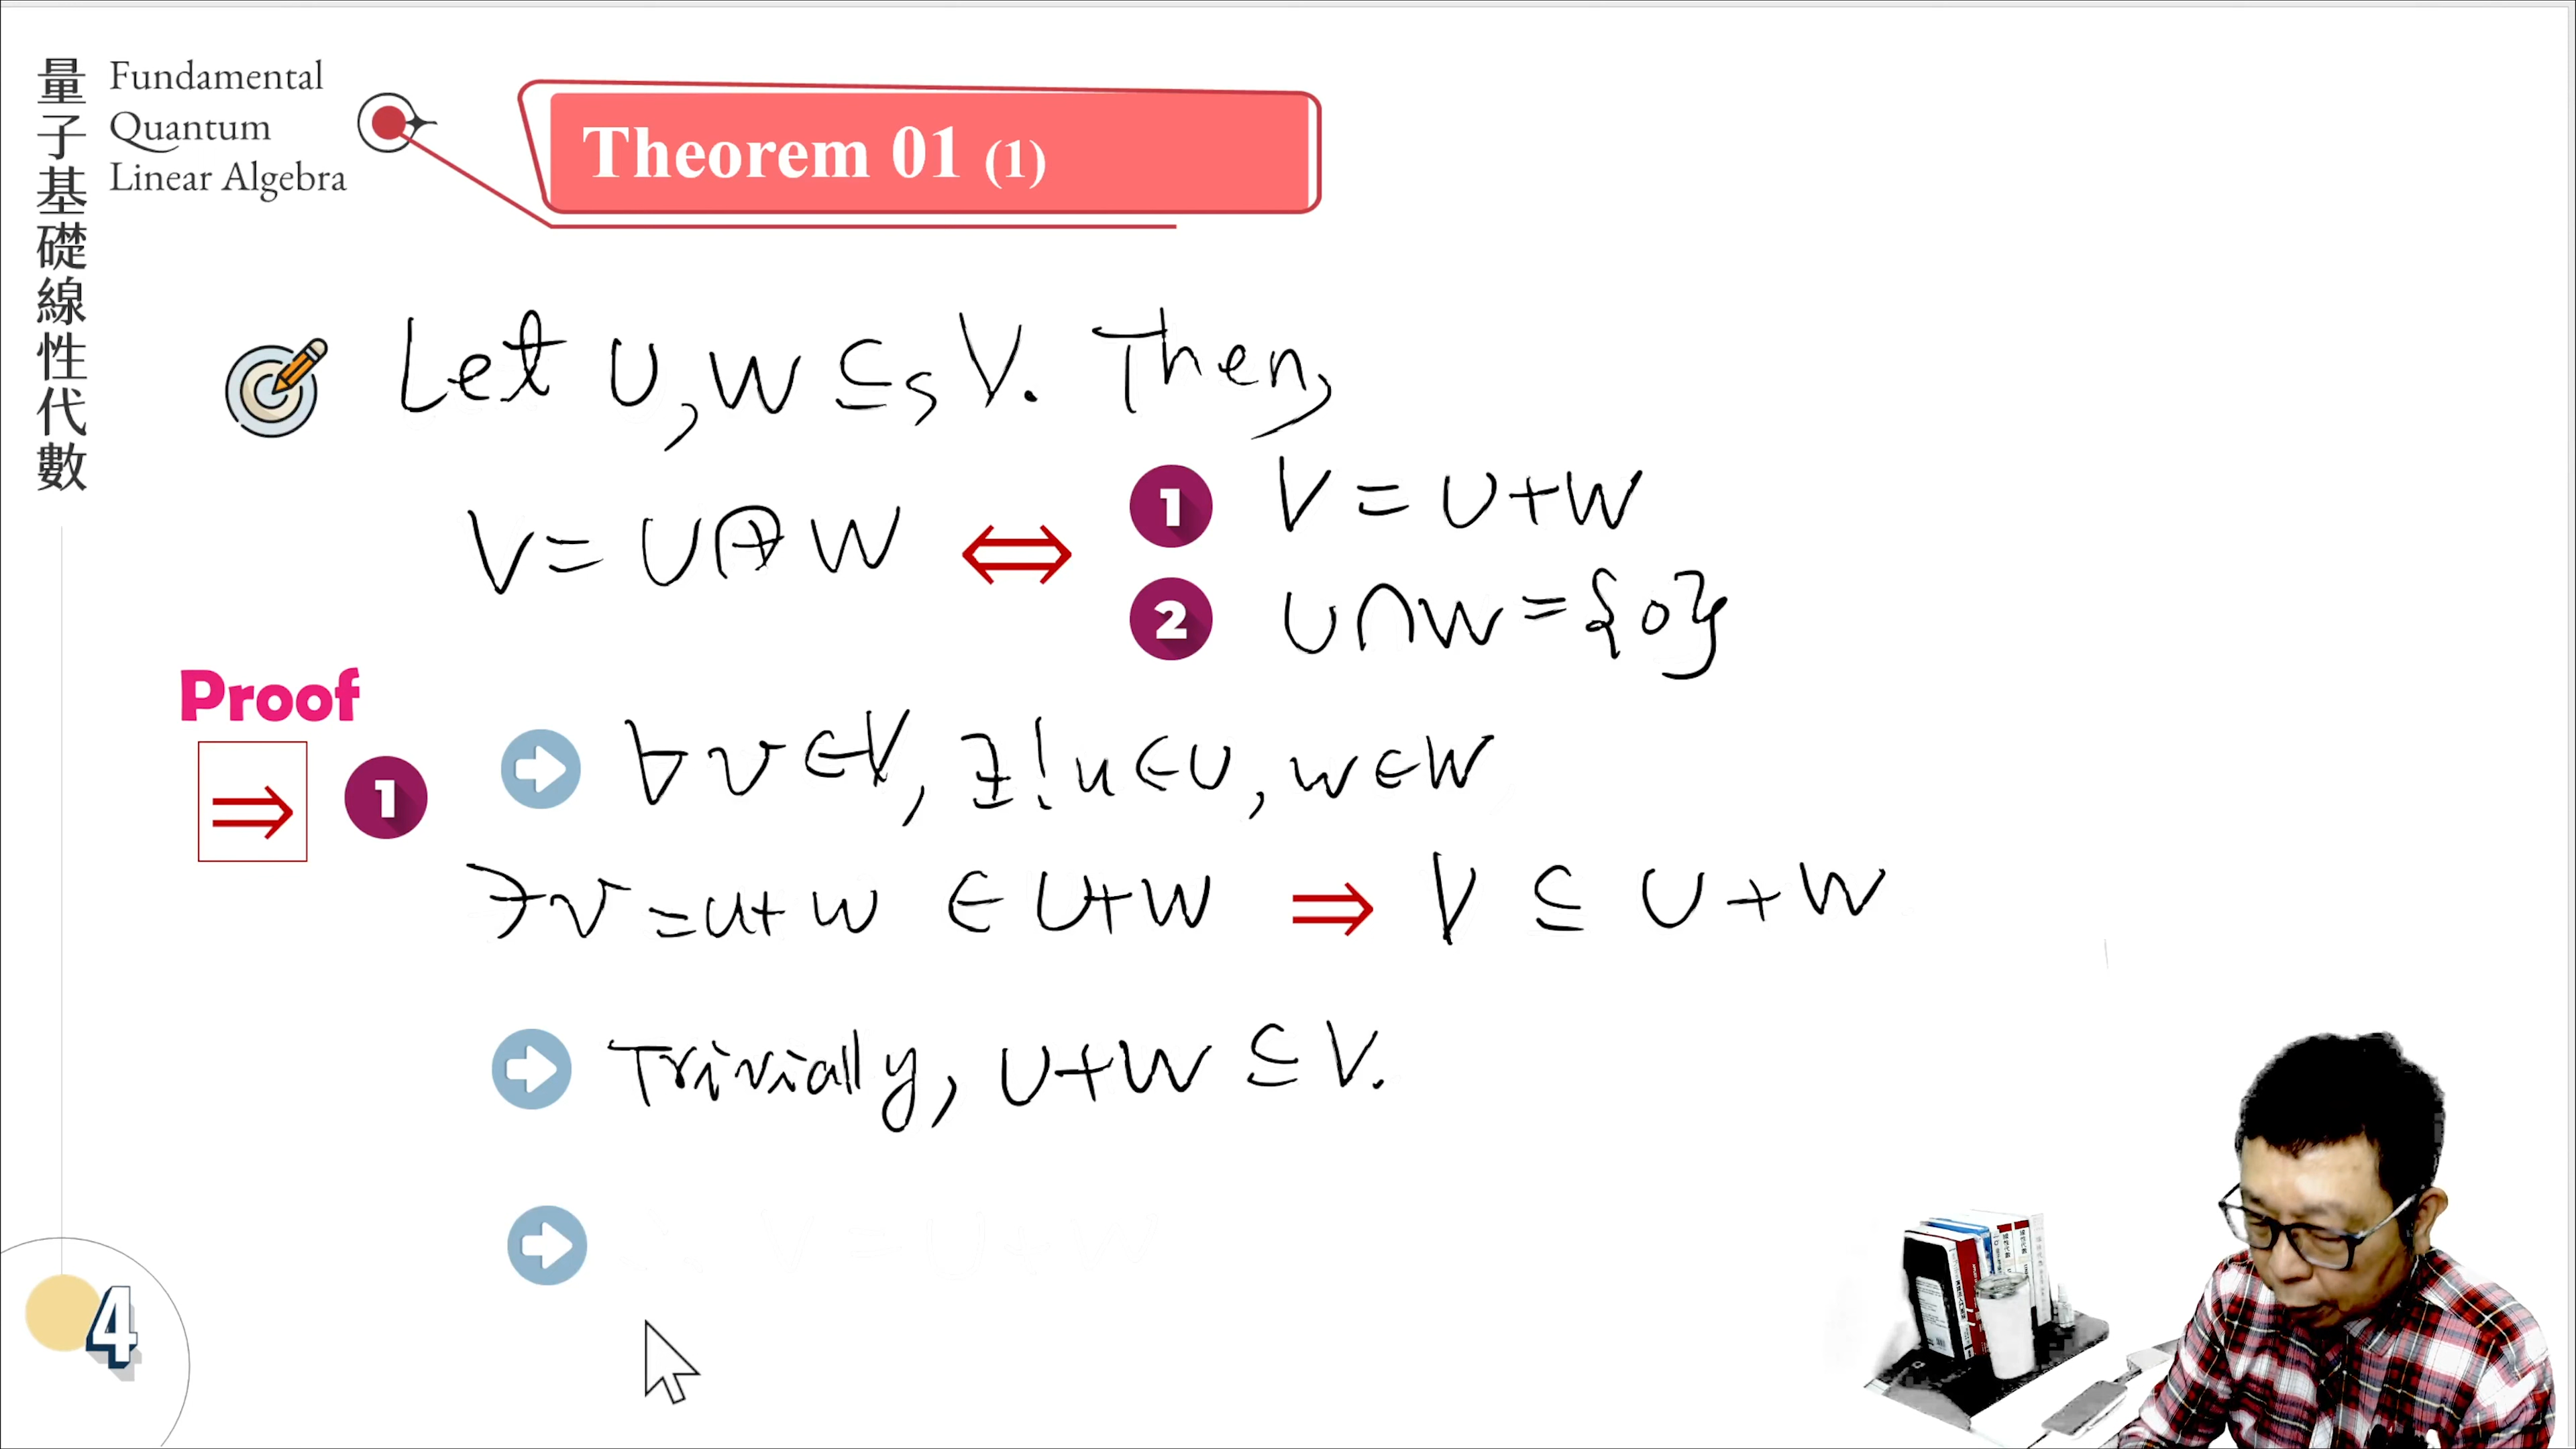 量子基礎線性代數
Fundamental
Quantum
Linear Algebra
Theorem 01 (1)
Let U, W ⊆s V. Then,
V = U ⊕ W ⇔
1 V = U+W
2 U∩W = {0}
Proof
⇒ 1 ∀ v ∈ V, ∃! u ∈ U, w ∈ W
∋ v = u + w ∈ U+W ⇒ V ⊆ U + W
Trivially, U+W ⊆ V.
4